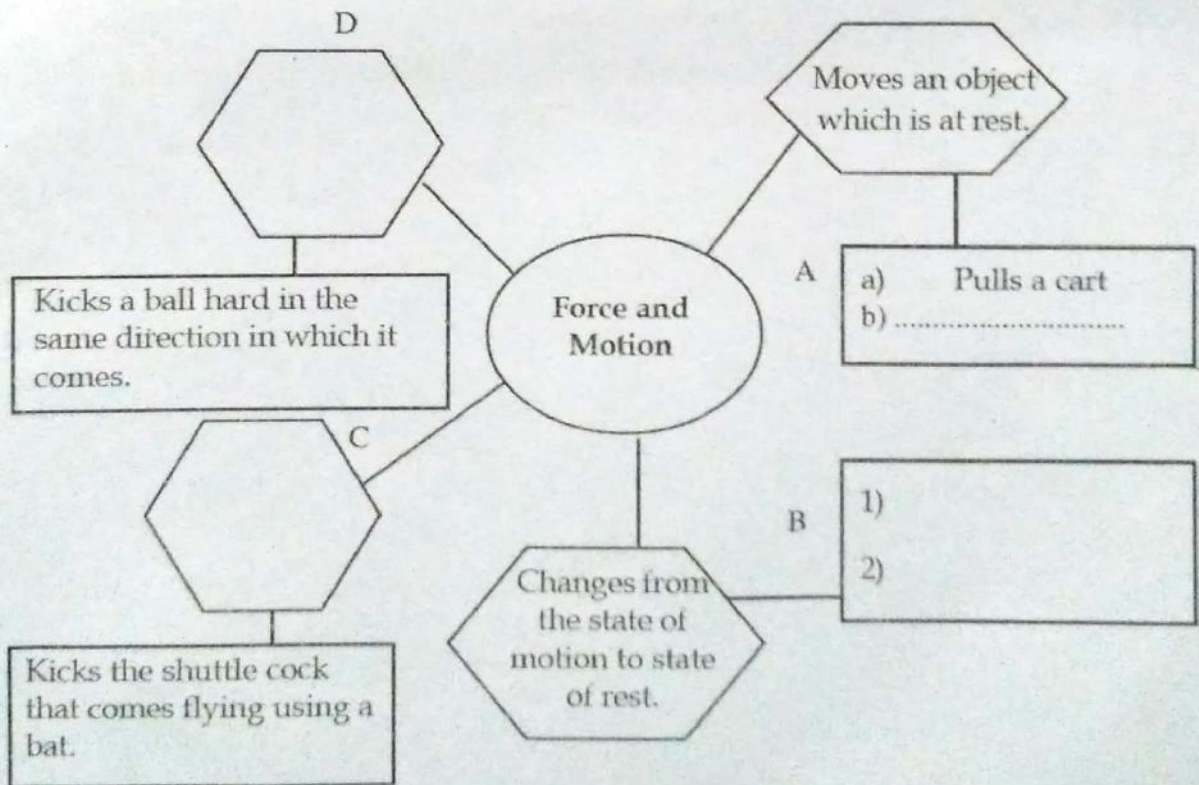 D
Moves an object
which is at rest.
A
a) Pulls a cart
b) ..............................
Force and
Motion
Kicks a ball hard in the
same direction in which it
comes.
C
B
1)
2)
Changes from
the state of
motion to state
of rest.
Kicks the shuttle cock
that comes flying using a
bat.